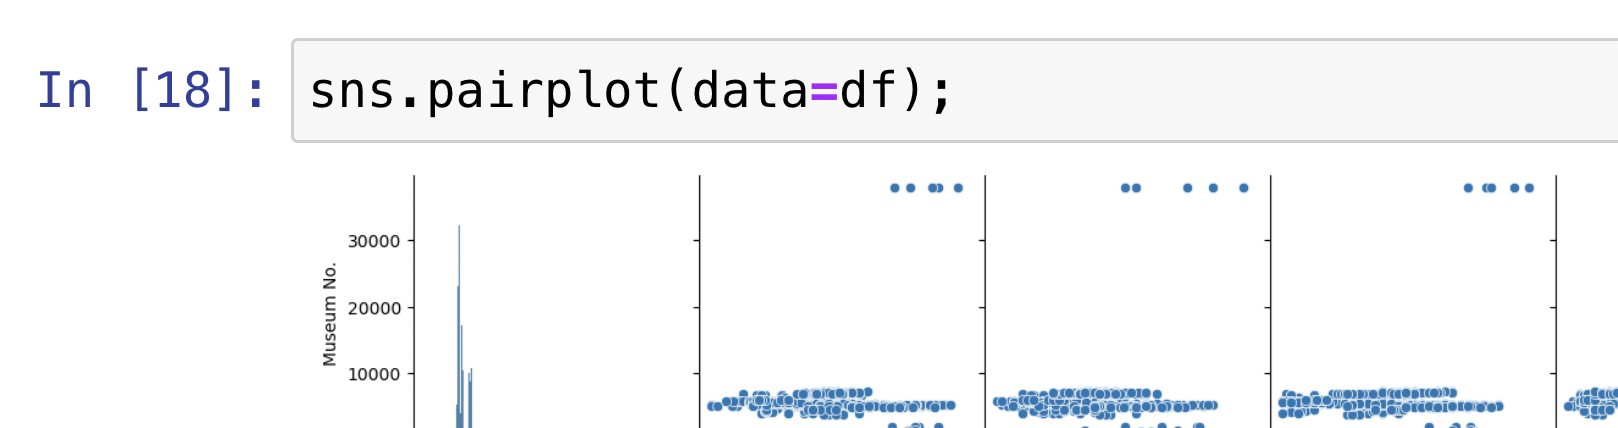 In [18]: sns.pairplot(data=df);
30000
20000
10000
Museum No.